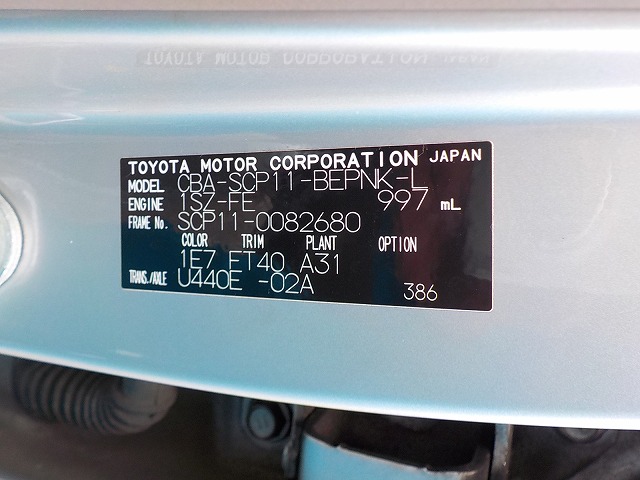 TOYOTA MOTOR CORPORATION JAPAN
MODEL CBA-SCP11-BEPNK-L
ENGINE 1SZ-FE 997 mL
FRAME No. SCP11-0082680
COLOR TRIM PLANT OPTION
1E7 FT40 A31
TRANS./AXLE U440E -02A
386